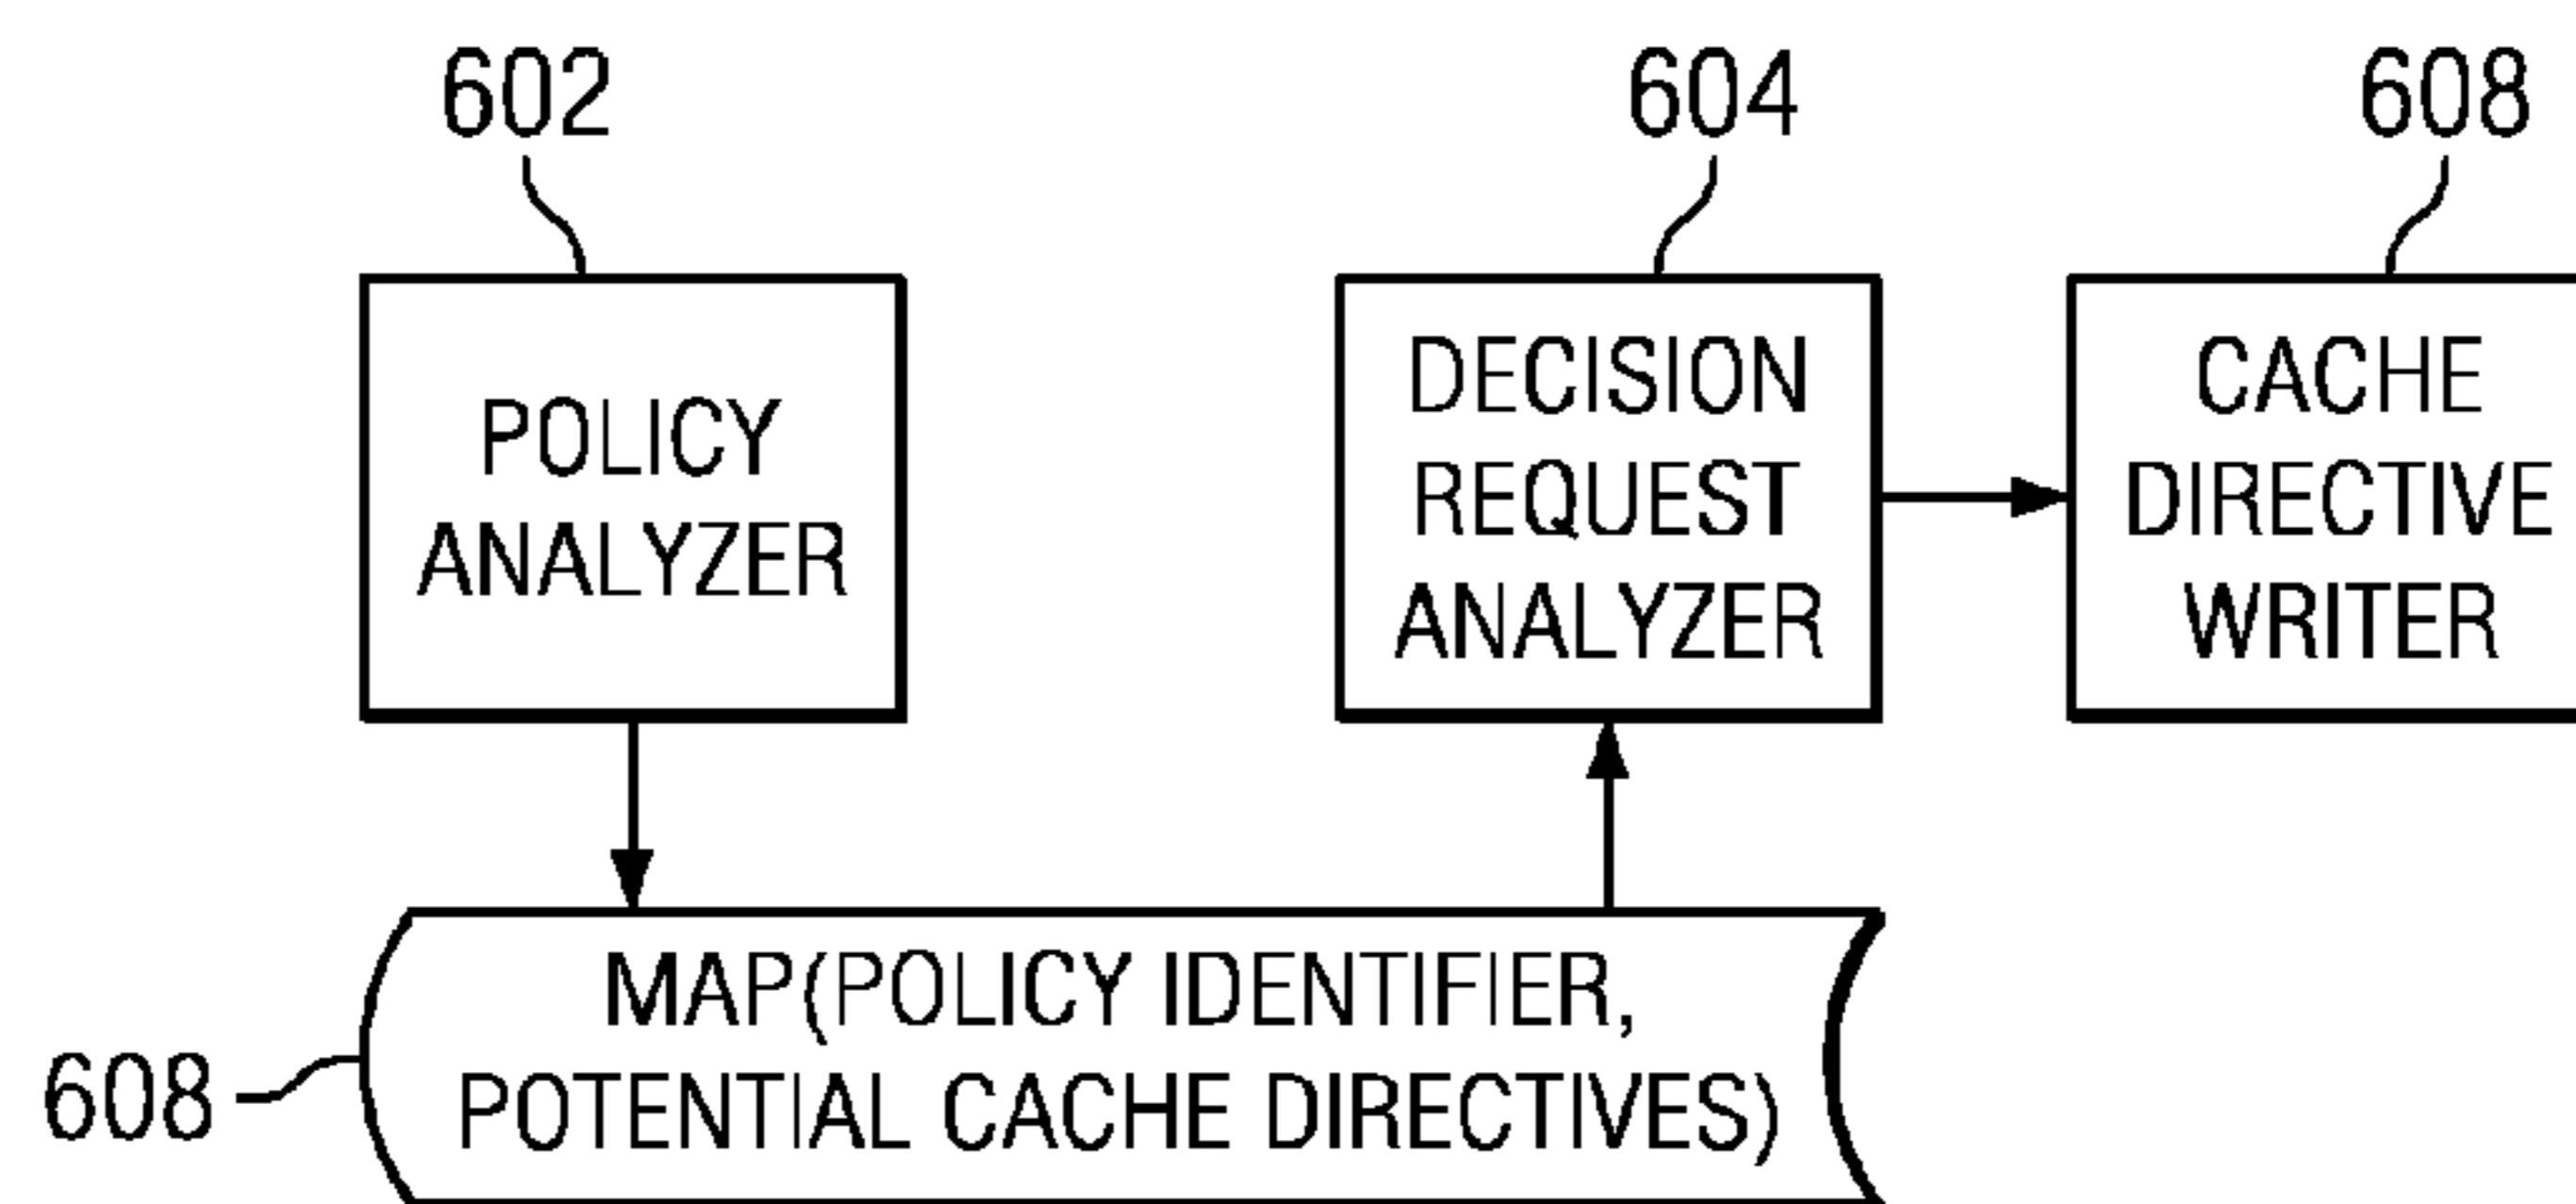 602
604
608
POLICY
ANALYZER
DECISION
REQUEST
ANALYZER
CACHE
DIRECTIVE
WRITER
608
MAP(POLICY IDENTIFIER,
POTENTIAL CACHE DIRECTIVES)